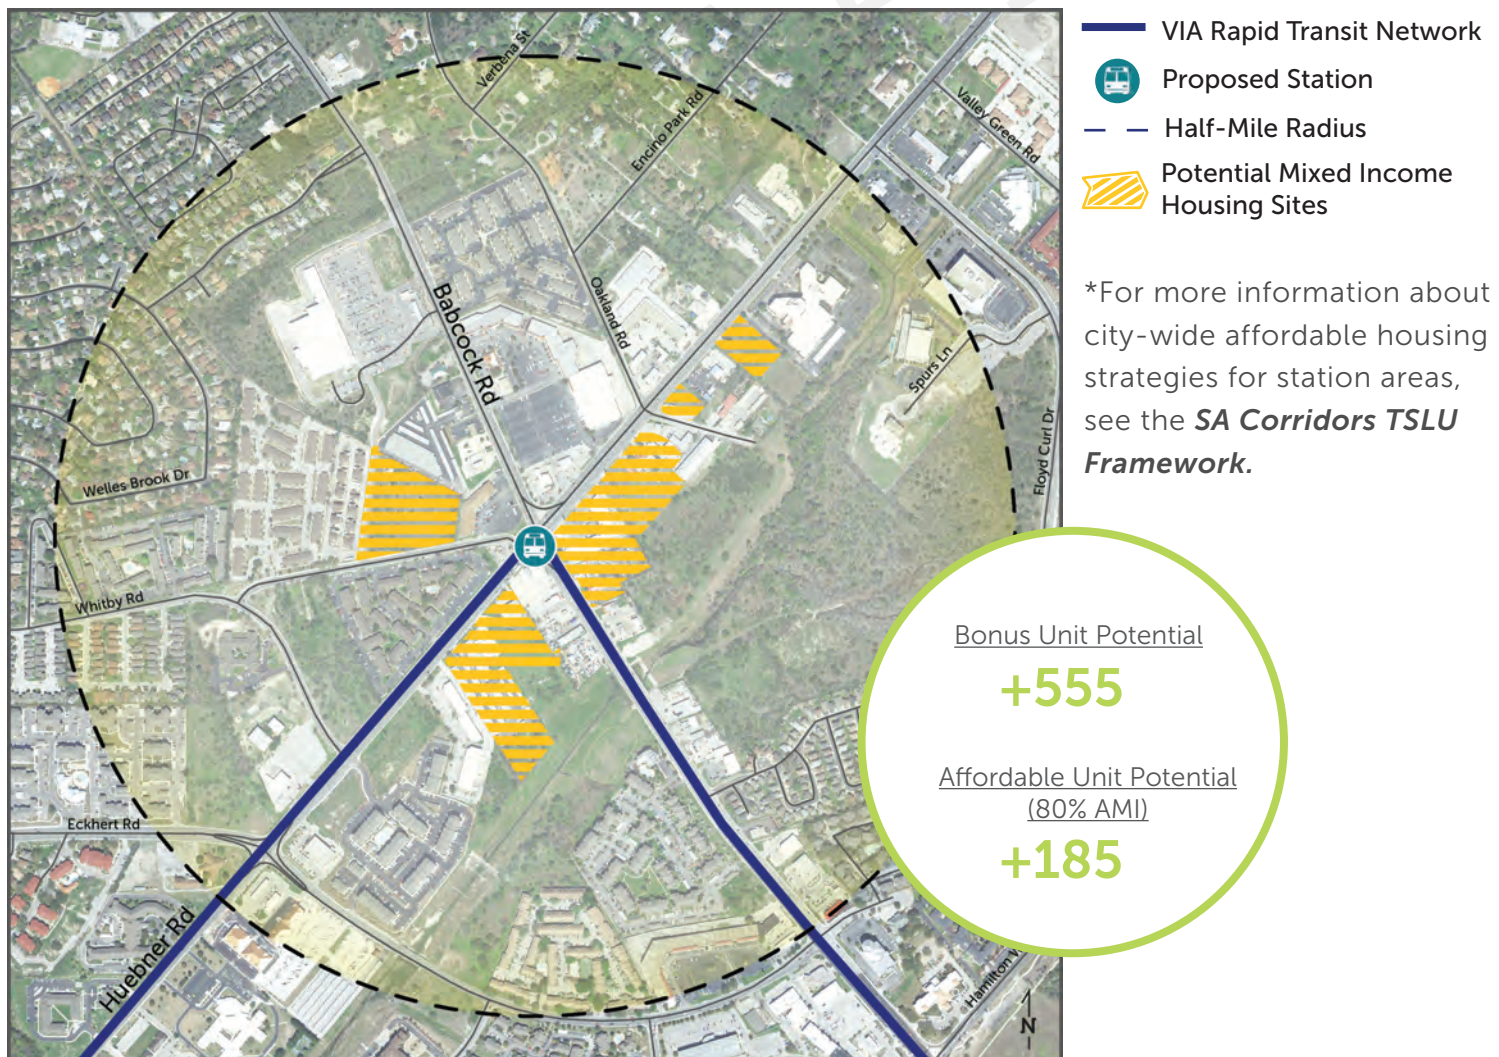 VIA Rapid Transit Network
Proposed Station
Half-Mile Radius
Potential Mixed Income
Housing Sites
*For more information about
city-wide affordable housing
strategies for station areas,
see the SA Corridors TSLU
Framework.
Verbena St
Encino Park Rd
Valley Green Rd
Oakland Rd
Babcock Rd
Spurs Ln
Floyd Curl Dr
Welles Brook Dr
Whitby Rd
Eckhert Rd
Huebner Rd
Hamilton
N
Bonus Unit Potential
+555
Affordable Unit Potential
(80% AMI)
+185